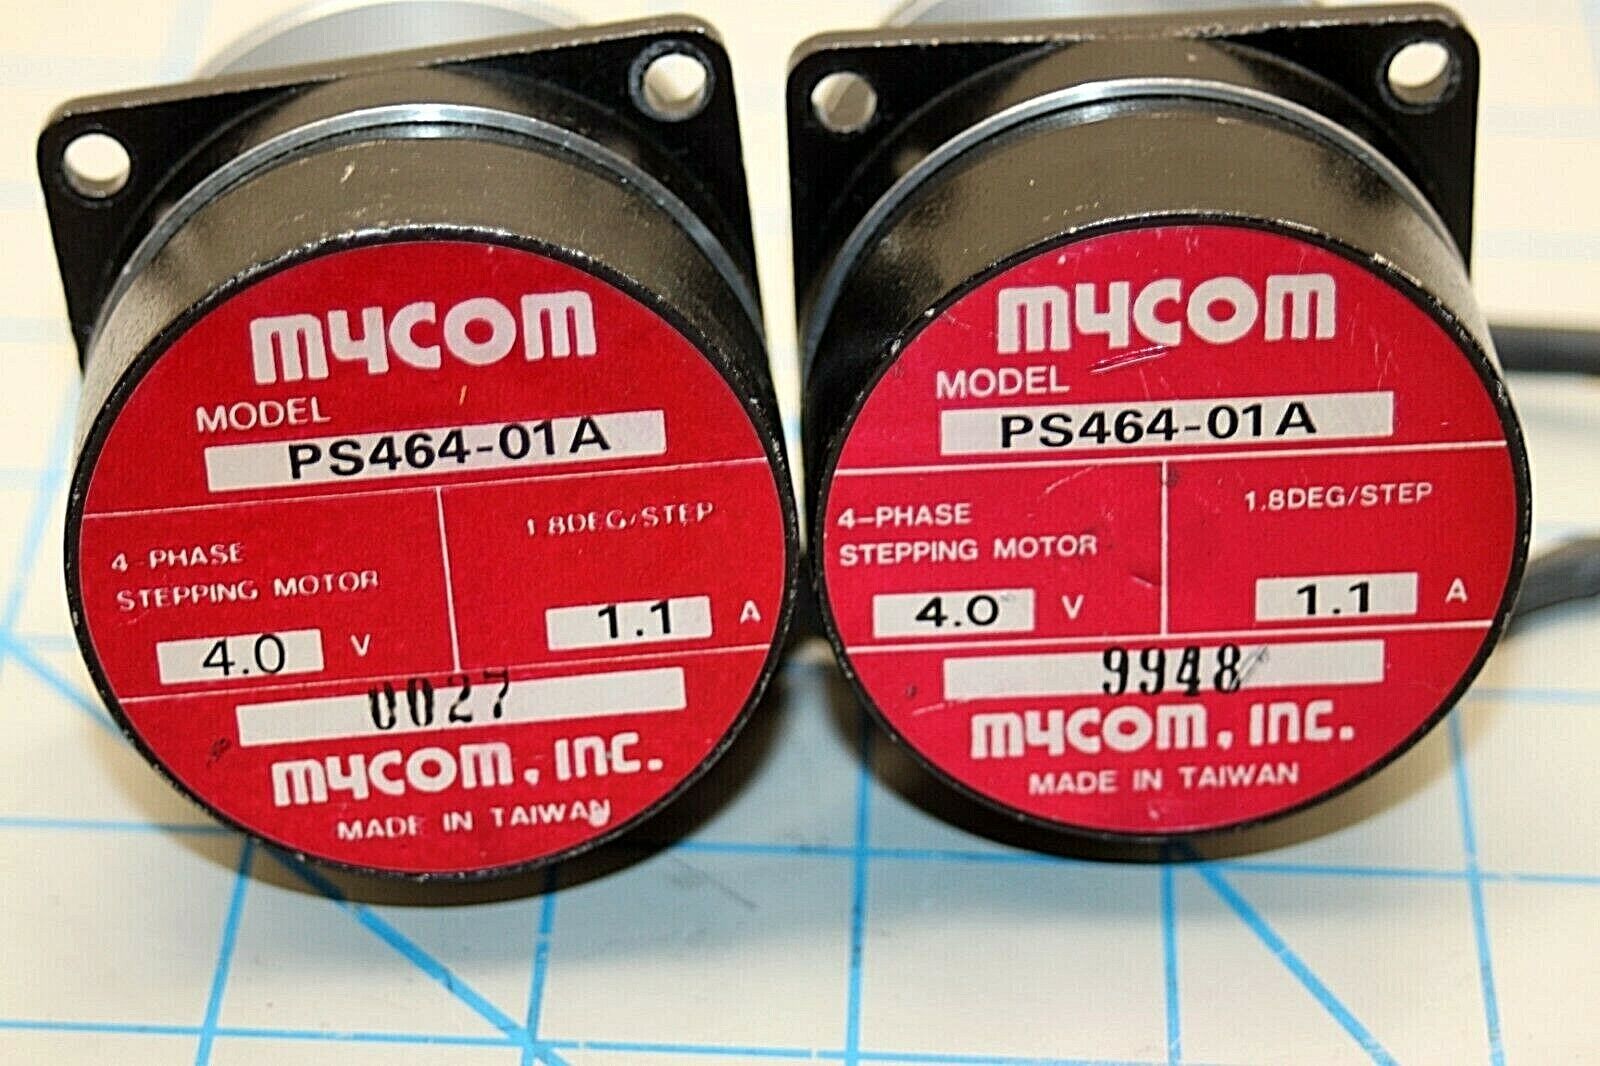 mycom
MODEL
PS464-01A
4-PHASE
STEPPING MOTOR
1.8DEG/STEP
4.0 V
1.1 A
0027
mycom, inc.
MADE IN TAIWAN
mycom
MODEL
PS464-01A
4-PHASE
STEPPING MOTOR
1.8DEG/STEP
4.0 V
1.1 A
9948
mycom, inc.
MADE IN TAIWAN